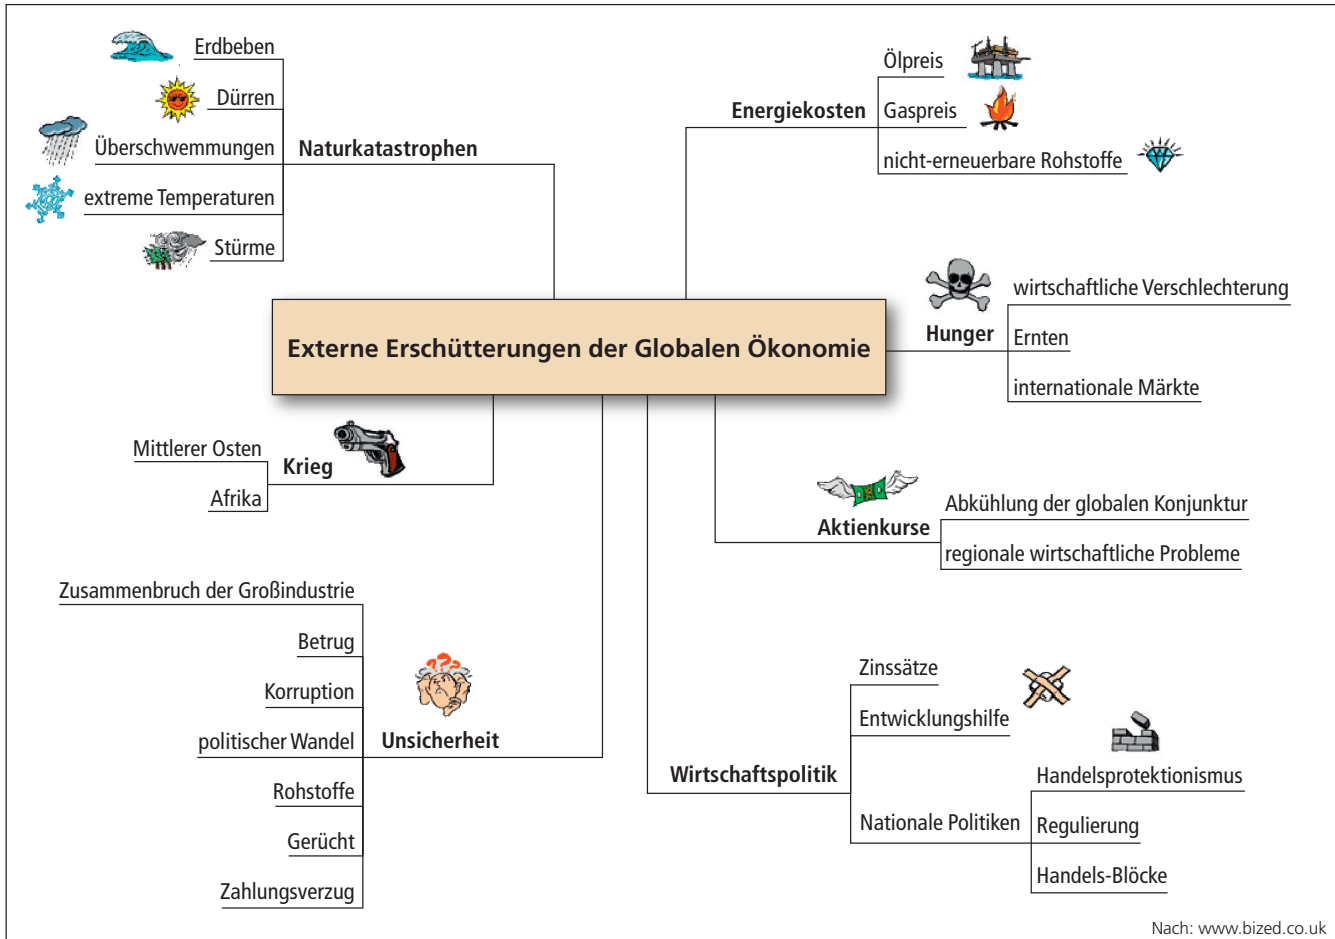 Erdbeben
Dürren
Überschwemmungen
extreme Temperaturen
Stürme
Naturkatastrophen
Energiekosten
Ölpreis
Gaspreis
nicht-erneuerbare Rohstoffe
Externe Erschütterungen der Globalen Ökonomie
Hunger
wirtschaftliche Verschlechterung
Ernten
internationale Märkte
Mittlerer Osten
Afrika
Krieg
Aktienkurse
Abkühlung der globalen Konjunktur
regionale wirtschaftliche Probleme
Zusammenbruch der Großindustrie
Betrug
Korruption
politischer Wandel
Rohstoffe
Gerücht
Zahlungsverzug
Unsicherheit
Wirtschaftspolitik
Zinssätze
Entwicklungshilfe
Nationale Politiken
Handelsprotektionismus
Regulierung
Handels-Blöcke
Nach: www.bized.co.uk